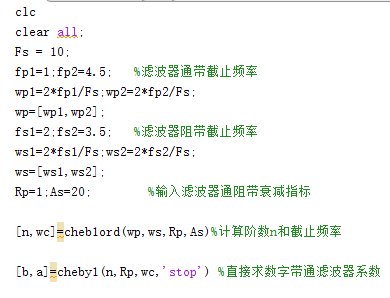 clc
clear all;
Fs = 10;
fp1=1;fp2=4.5;   %滤波器通带截止频率
wp1=2*fp1/Fs;wp2=2*fp2/Fs;
wp=[wp1,wp2];
fs1=2;fs2=3.5;   %滤波器阻带截止频率
ws1=2*fs1/Fs;ws2=2*fs2/Fs;
ws=[ws1,ws2];
Rp=1;As=20;        %输入滤波器通阻带衰减指标
[n,wc]=cheb1ord(wp,ws,Rp,As)%计算阶数n和截止频率
[b,a]=cheby1(n,Rp,wc,'stop') %直接求数字带通滤波器系数